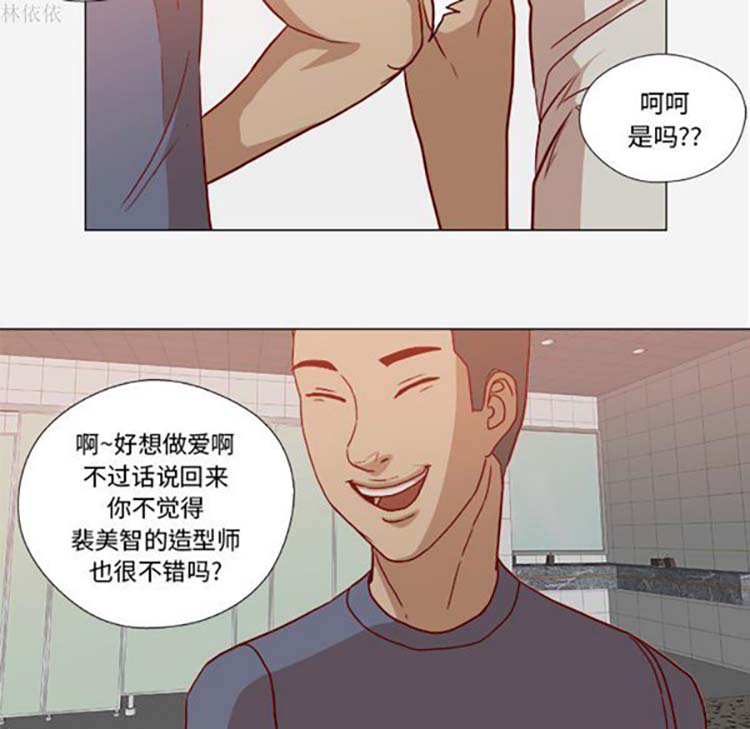 林依依
呵呵
是吗??
啊~好想做爱啊
不过话说回来
你不觉得
裴美智的造型师
也很不错吗?